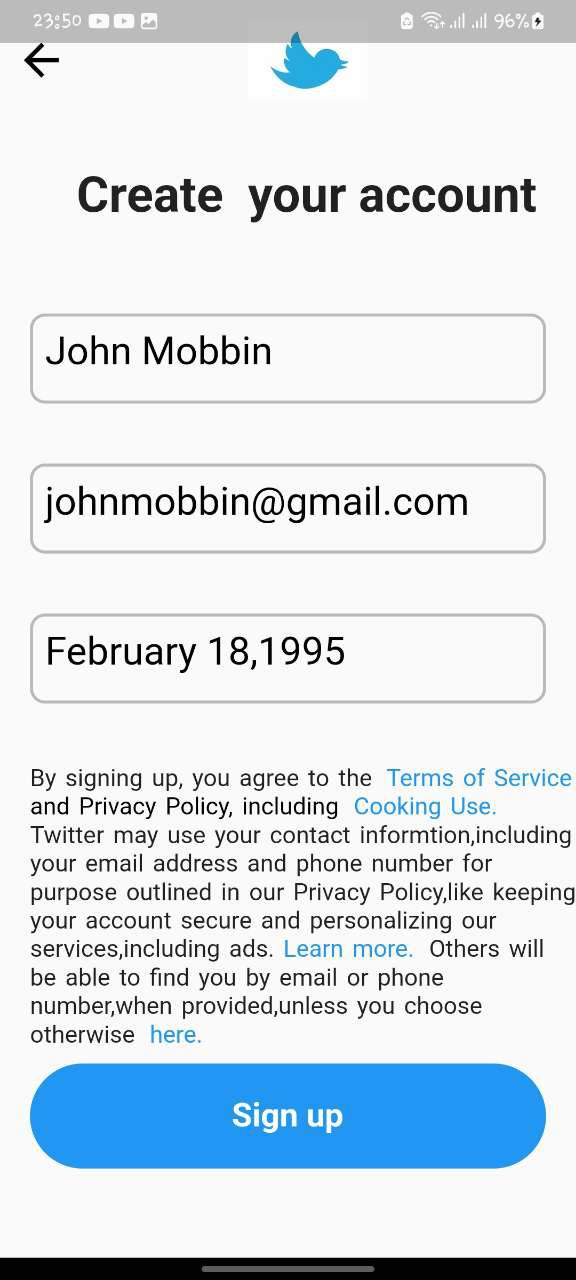 23:50 96%
Create your account
John Mobbin
johnmobbin@gmail.com
February 18,1995
By signing up, you agree to the Terms of Service
and Privacy Policy, including Cooking Use.
Twitter may use your contact informtion,including
your email address and phone number for
purpose outlined in our Privacy Policy,like keeping
your account secure and personalizing our
services,including ads. Learn more. Others will
be able to find you by email or phone
number,when provided,unless you choose
otherwise here.
Sign up